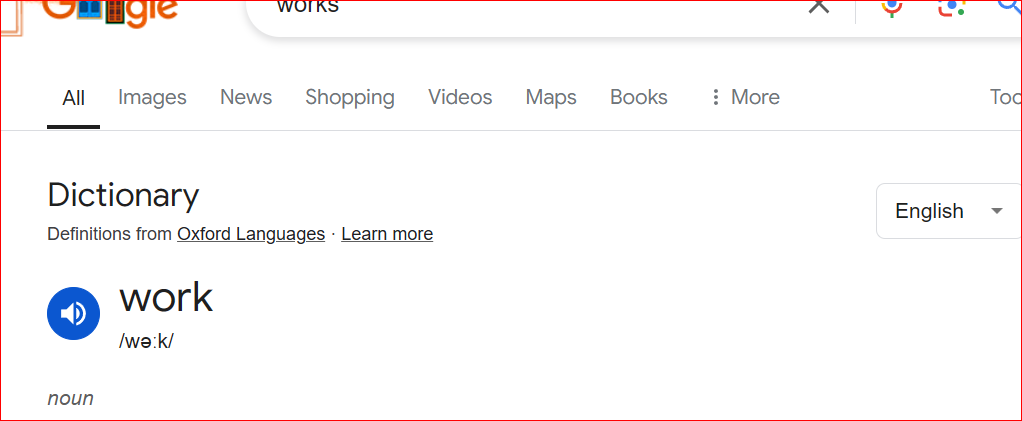 Google
works
All Images News Shopping Videos Maps Books More
Dictionary
English
Definitions from Oxford Languages · Learn more
work
/wəːk/
noun